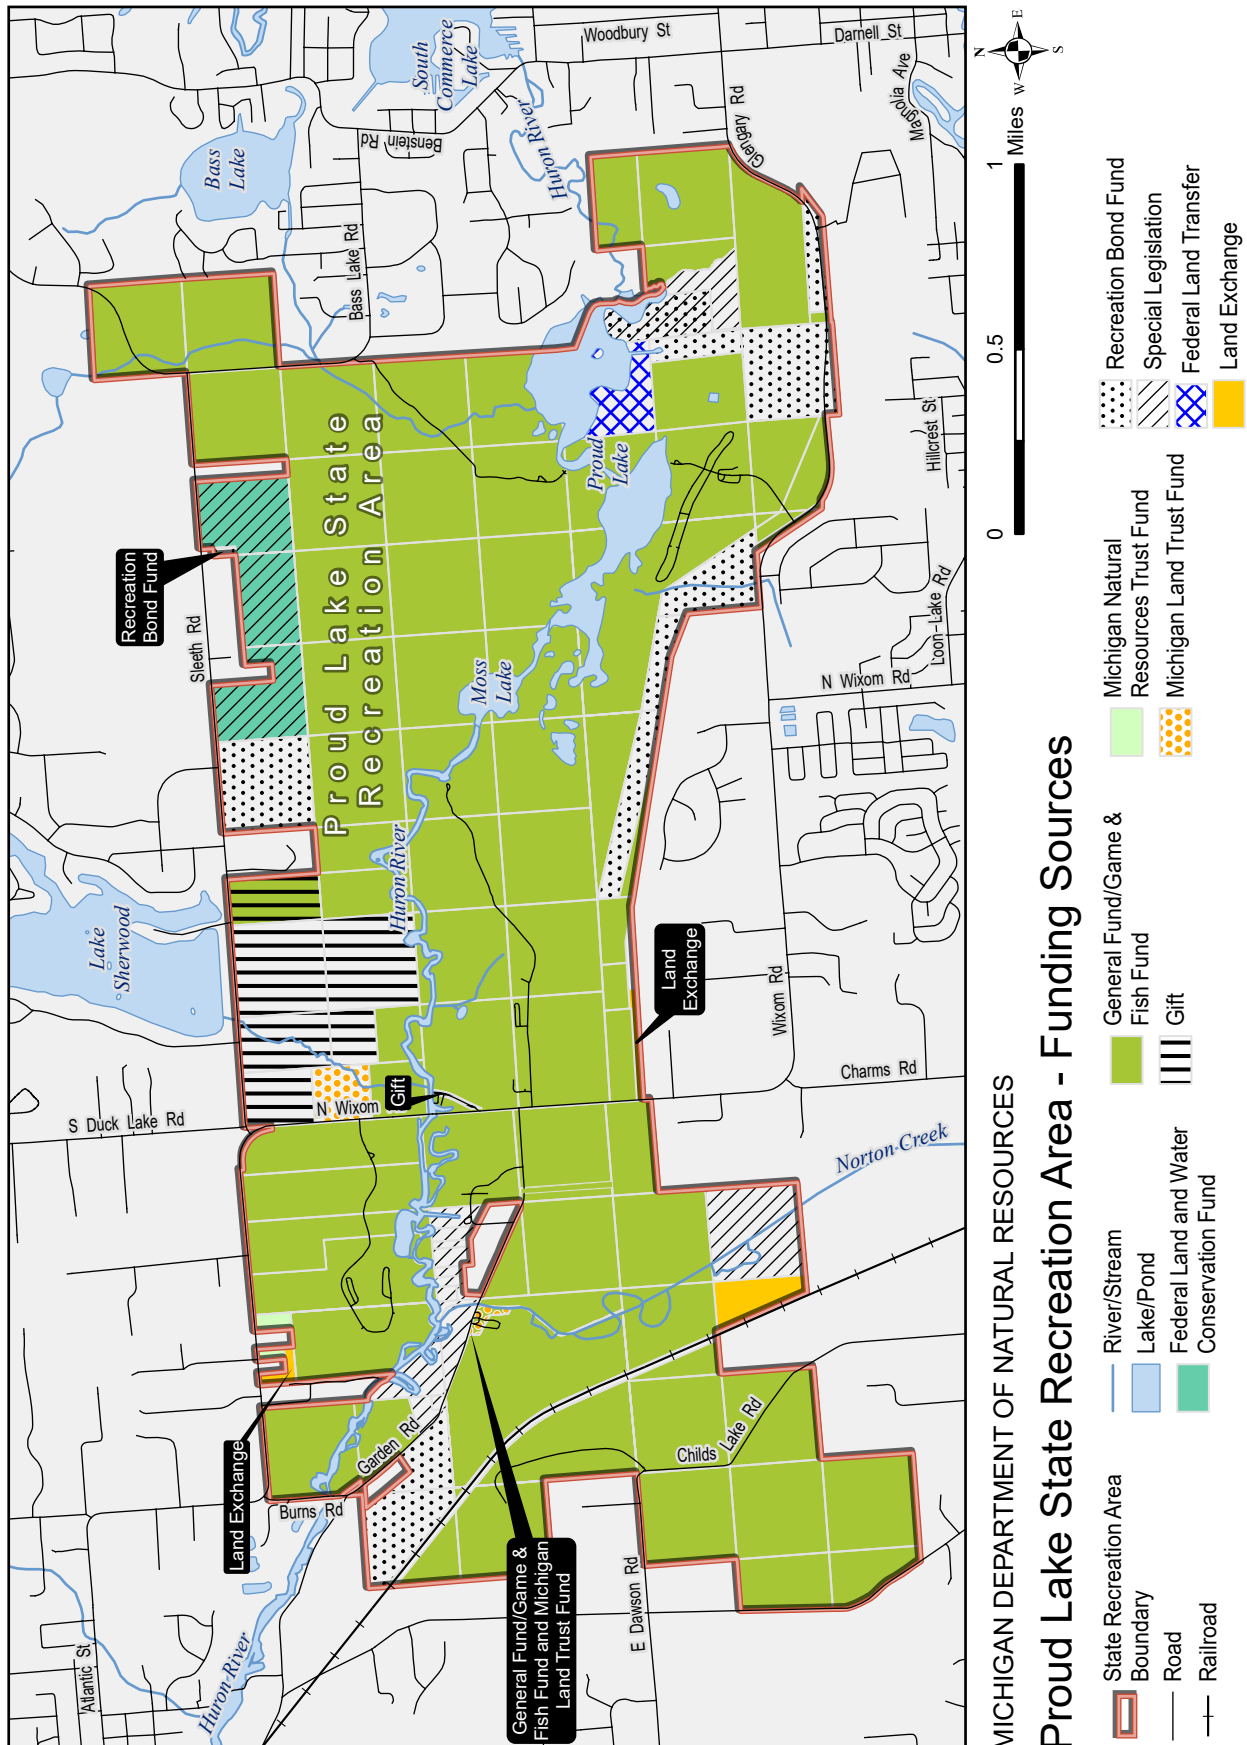 Woodbury St
Darnell St
South
Commerce
Lake
Magnolia Ave
Benstein Rd
Huron River
Glengary Rd
Bass
Lake
Bass Lake Rd
Hillcrest St
Proud
Lake
Proud Lake State
Recreation Area
Recreation
Bond Fund
Sleeth Rd
Moss
Lake
Loon Lake Rd
N Wixom Rd
Huron River
Lake
Sherwood
Land
Exchange
Wixom Rd
Charms Rd
S Duck Lake Rd
N Wixom
Gift
Norton Creek
Land Exchange
Garden Rd
Burns Rd
Childs Lake Rd
General Fund/Game &
Fish Fund and Michigan
Land Trust Fund
E Dawson Rd
Atlantic St
Huron River
MICHIGAN DEPARTMENT OF NATURAL RESOURCES
Proud Lake State Recreation Area - Funding Sources
0
0.5
1
Miles
N
E
S
W
State Recreation Area
Boundary
Road
Railroad
River/Stream
Lake/Pond
Federal Land and Water
Conservation Fund
General Fund/Game &
Fish Fund
Gift
Michigan Natural
Resources Trust Fund
Michigan Land Trust Fund
Recreation Bond Fund
Special Legislation
Federal Land Transfer
Land Exchange